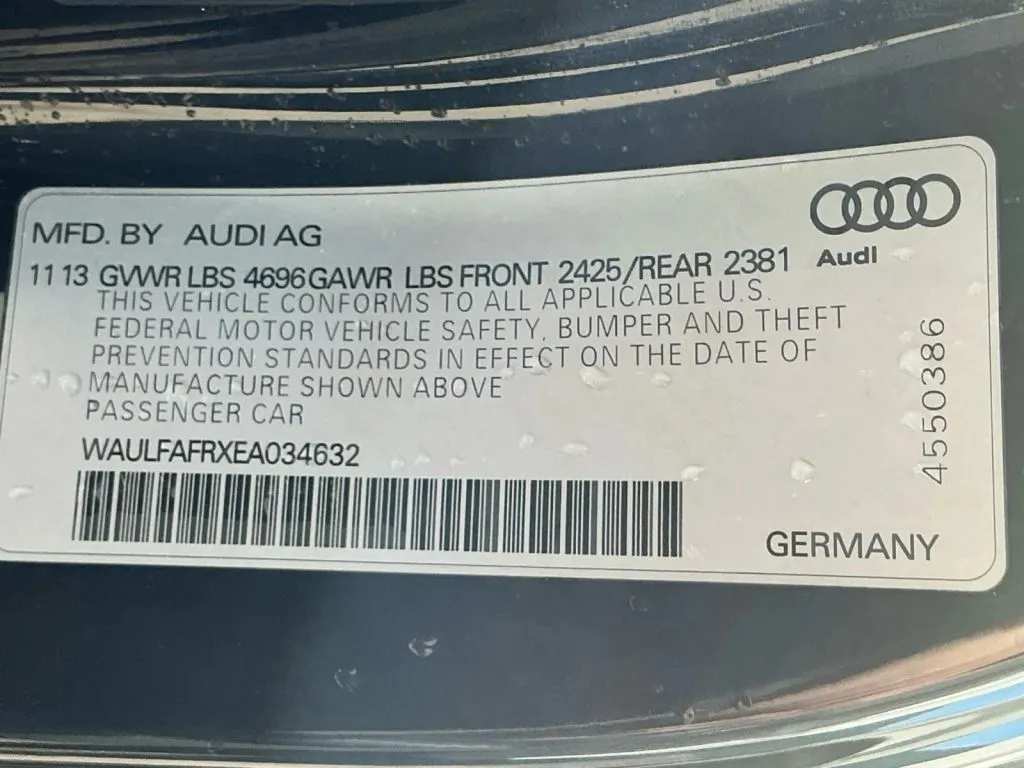 MFD. BY AUDI AG
Audi
11 13 GVWR LBS 4696 GAWR LBS FRONT 2425/REAR 2381
THIS VEHICLE CONFORMS TO ALL APPLICABLE U.S.
FEDERAL MOTOR VEHICLE SAFETY, BUMPER AND THEFT
PREVENTION STANDARDS IN EFFECT ON THE DATE OF
MANUFACTURE SHOWN ABOVE
PASSENGER CAR
WAULFAFRXEA034632
4550386
GERMANY